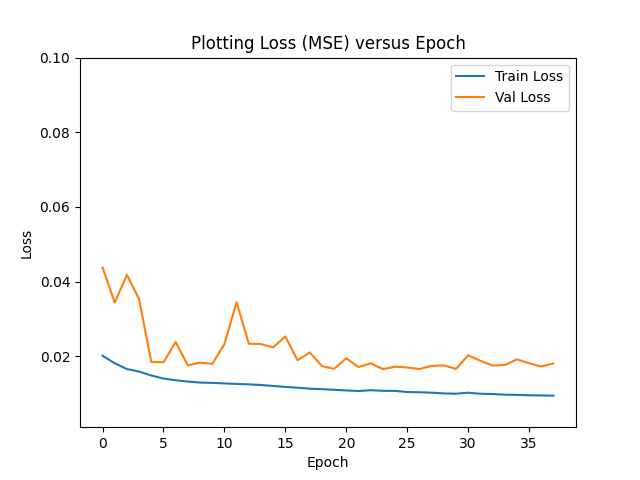 Plotting Loss (MSE) versus Epoch
0.10
0.08
0.06
0.04
0.02
Loss
Train Loss
Val Loss
0 5 10 15 20 25 30 35
Epoch